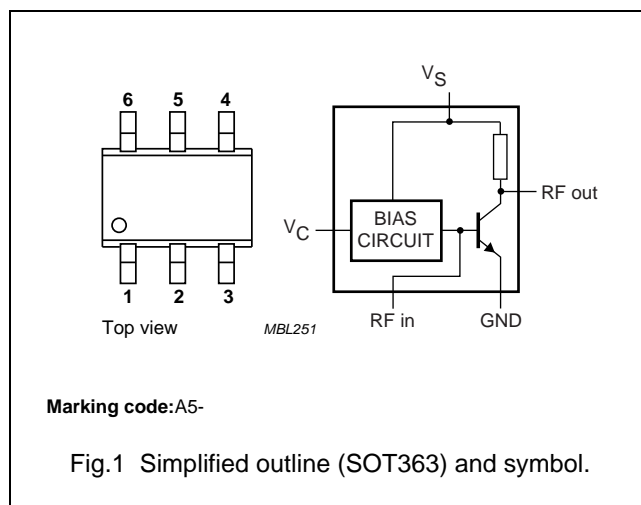 6 5 4
1 2 3
Top view
MBL251
VS
VC
BIAS
CIRCUIT
RF out
RF in
GND
Marking code:A5-
Fig.1 Simplified outline (SOT363) and symbol.